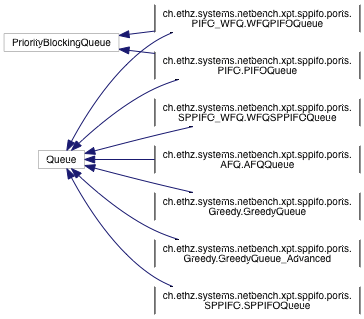 ch.ethz.systems.netbench.xpt.sppifo.ports.
PIFO_WFQ.WFQPIFOQueue
PriorityBlockingQueue
ch.ethz.systems.netbench.xpt.sppifo.ports.
PIFO.PIFOQueue
ch.ethz.systems.netbench.xpt.sppifo.ports.
SPPIFO_WFQ.WFQSPPIFOQueue
Queue
ch.ethz.systems.netbench.xpt.sppifo.ports.
AFQ.AFQQueue
ch.ethz.systems.netbench.xpt.sppifo.ports.
Greedy.GreedyQueue
ch.ethz.systems.netbench.xpt.sppifo.ports.
Greedy.GreedyQueue_Advanced
ch.ethz.systems.netbench.xpt.sppifo.ports.
SPPIFO.SPPIFOQueue